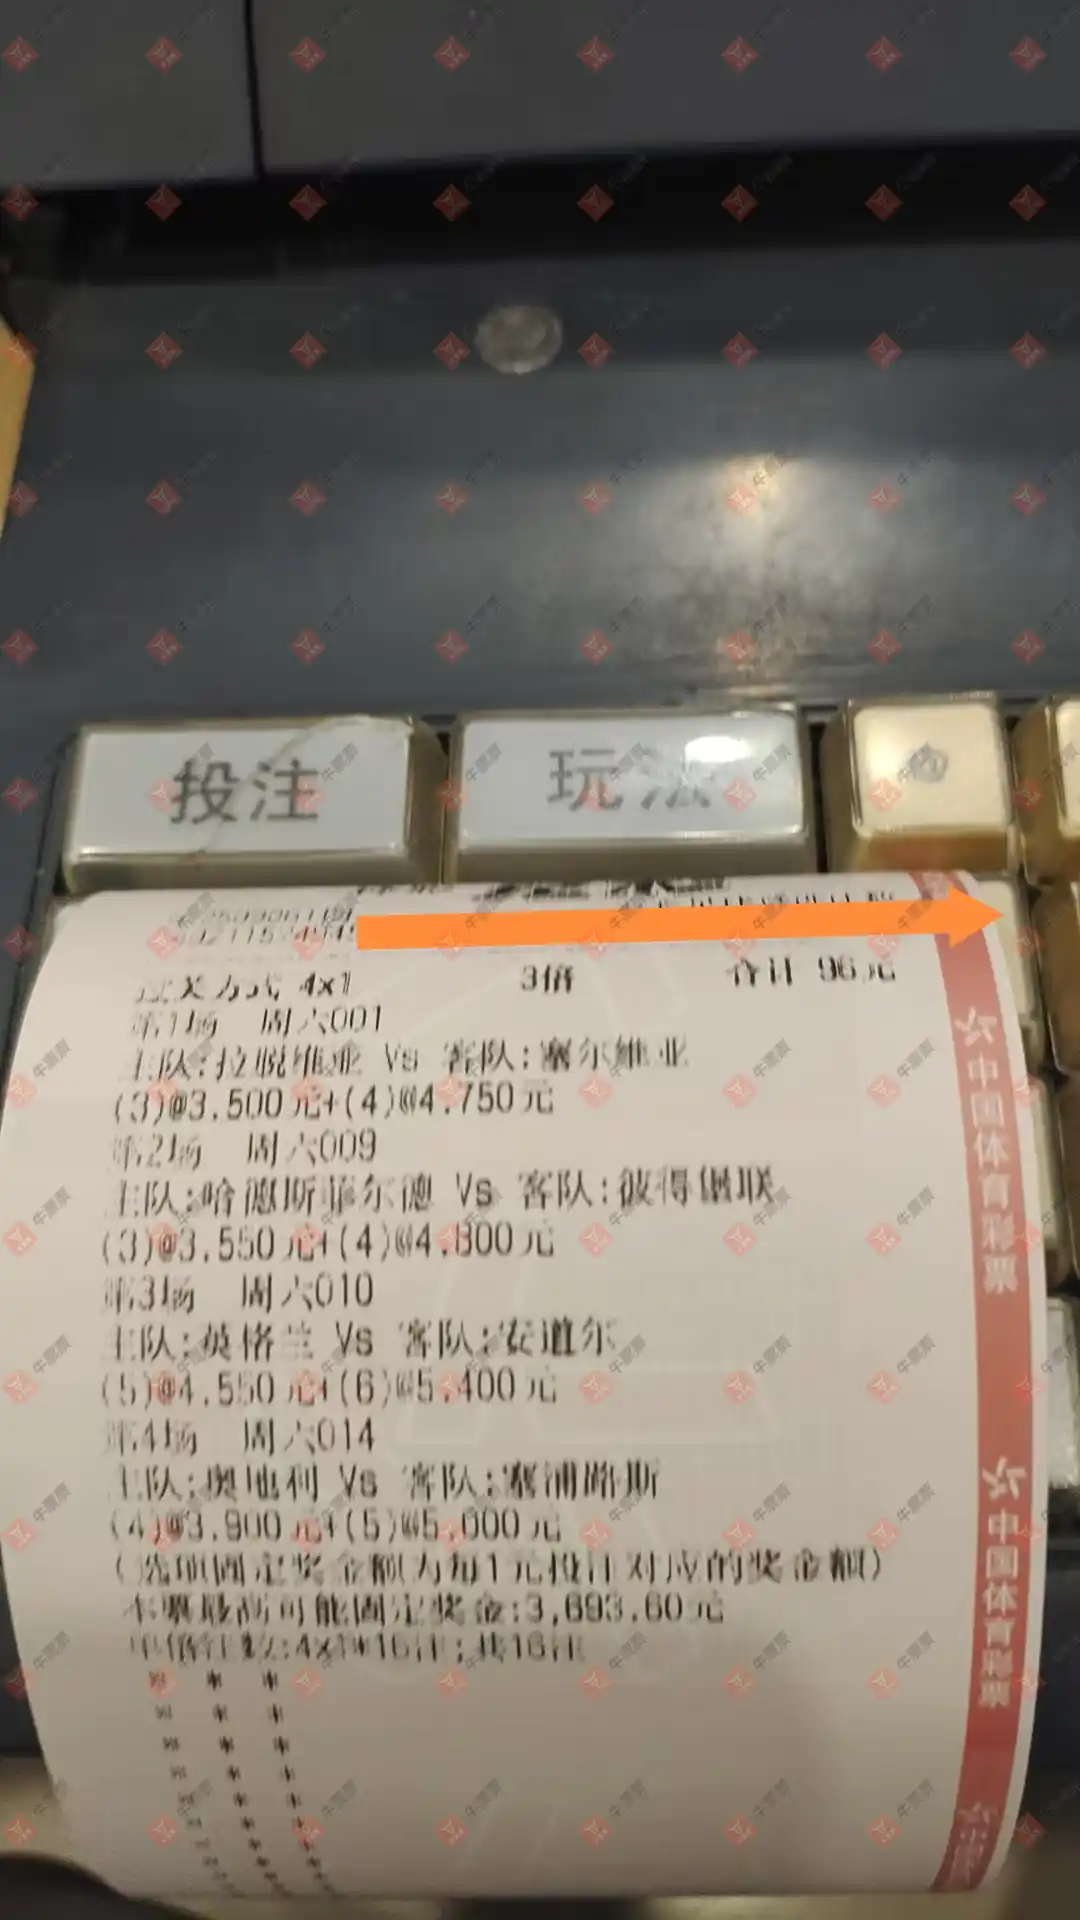 投注
玩法
过关方式 4x1 3倍 合计 96元
第1场 周六001
主队:拉脱维亚 Vs 客队:塞尔维亚
(3)@3.500元+(4)@4.750元
第2场 周六009
主队:哈德斯菲尔德 Vs 客队:彼得堡联
(3)@3.550元+(4)@4.800元
第3场 周六010
主队:英格兰 Vs 客队:安道尔
(5)@4.550元+(6)@5.400元
第4场 周六014
主队:奥地利 Vs 客队:塞浦路斯
(4)@3.900元+(5)@5.000元
(选项固定奖金额为每1元投注对应的奖金额)
本票最高可能固定奖金:3,693.60元
单倍注数:4x1*16注;共16注
中国体育彩票
中国体育彩票
牛票票